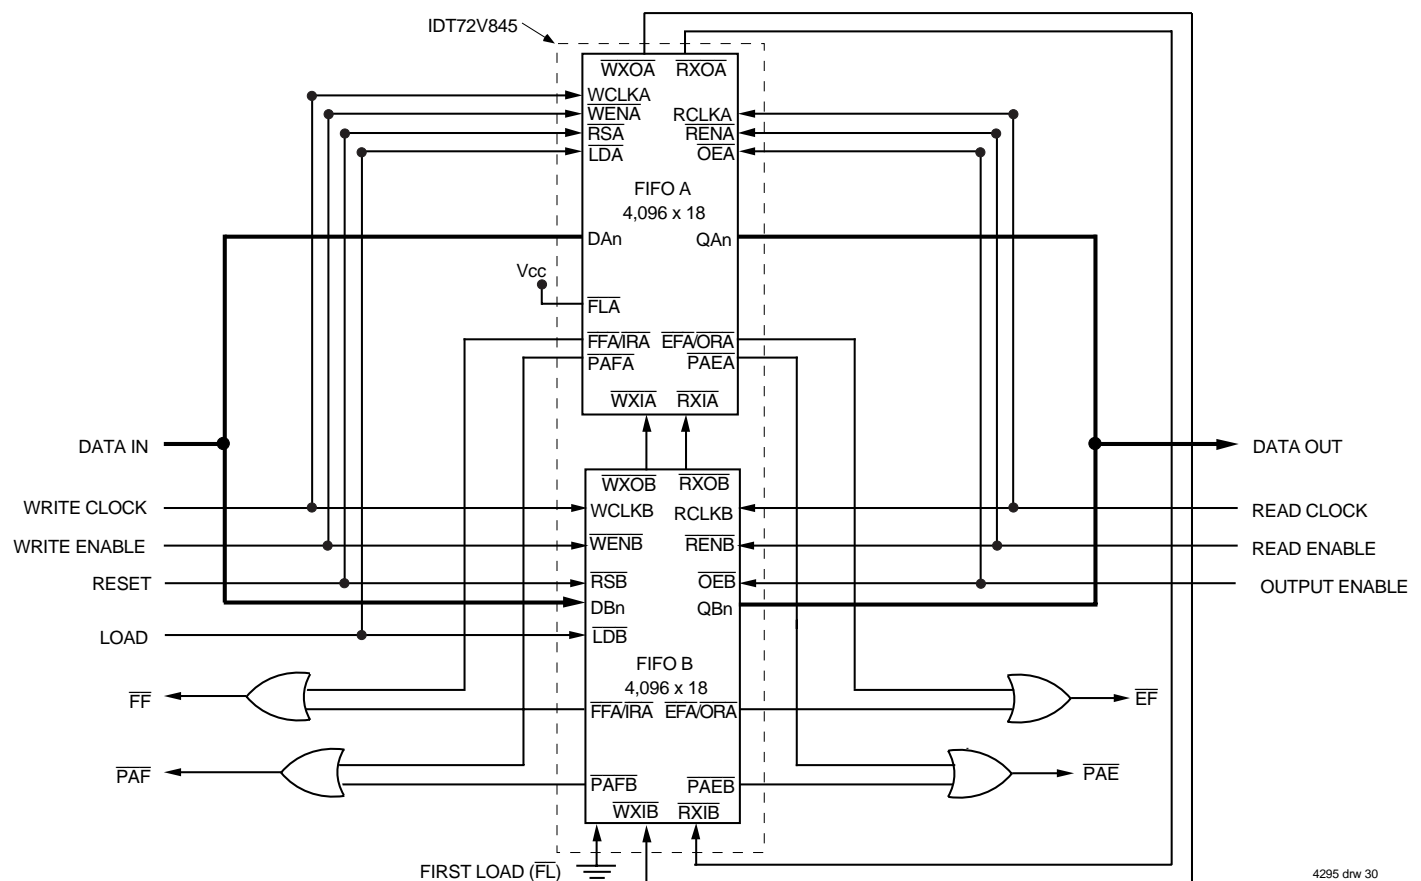 IDT72V845
WXOA RXOA
WCLKA
WENA RCLKA
RSA RENA
LDA OEA
FIFO A
4,096 x 18
DAn QAn
Vcc
FLA
FFA/IRA EFA/ORA
PAFA PAEA
WXIA RXIA
DATA IN DATA OUT
WXOB RXOB
WRITE CLOCK WCLKB RCLKB READ CLOCK
WRITE ENABLE WENB RENB READ ENABLE
RESET RSB OEB OUTPUT ENABLE
DBn QBn
LOAD LDB
FIFO B
4,096 x 18
FF FFA/IRA EFA/ORA EF
PAF PAFB PAEB PAE
WXIB RXIB
FIRST LOAD (FL)
4295 drw 30